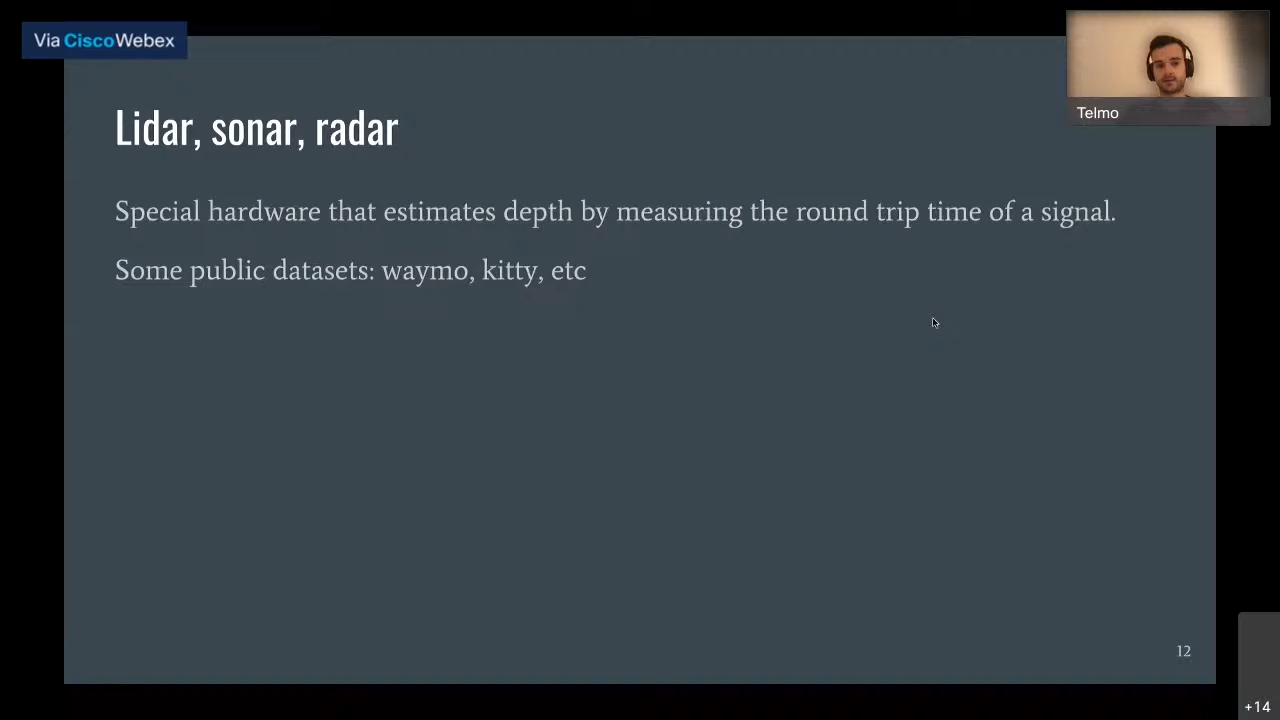 Via CiscoWebex
Telmo
Lidar, sonar, radar
Special hardware that estimates depth by measuring the round trip time of a signal.
Some public datasets: waymo, kitty, etc
12
+14